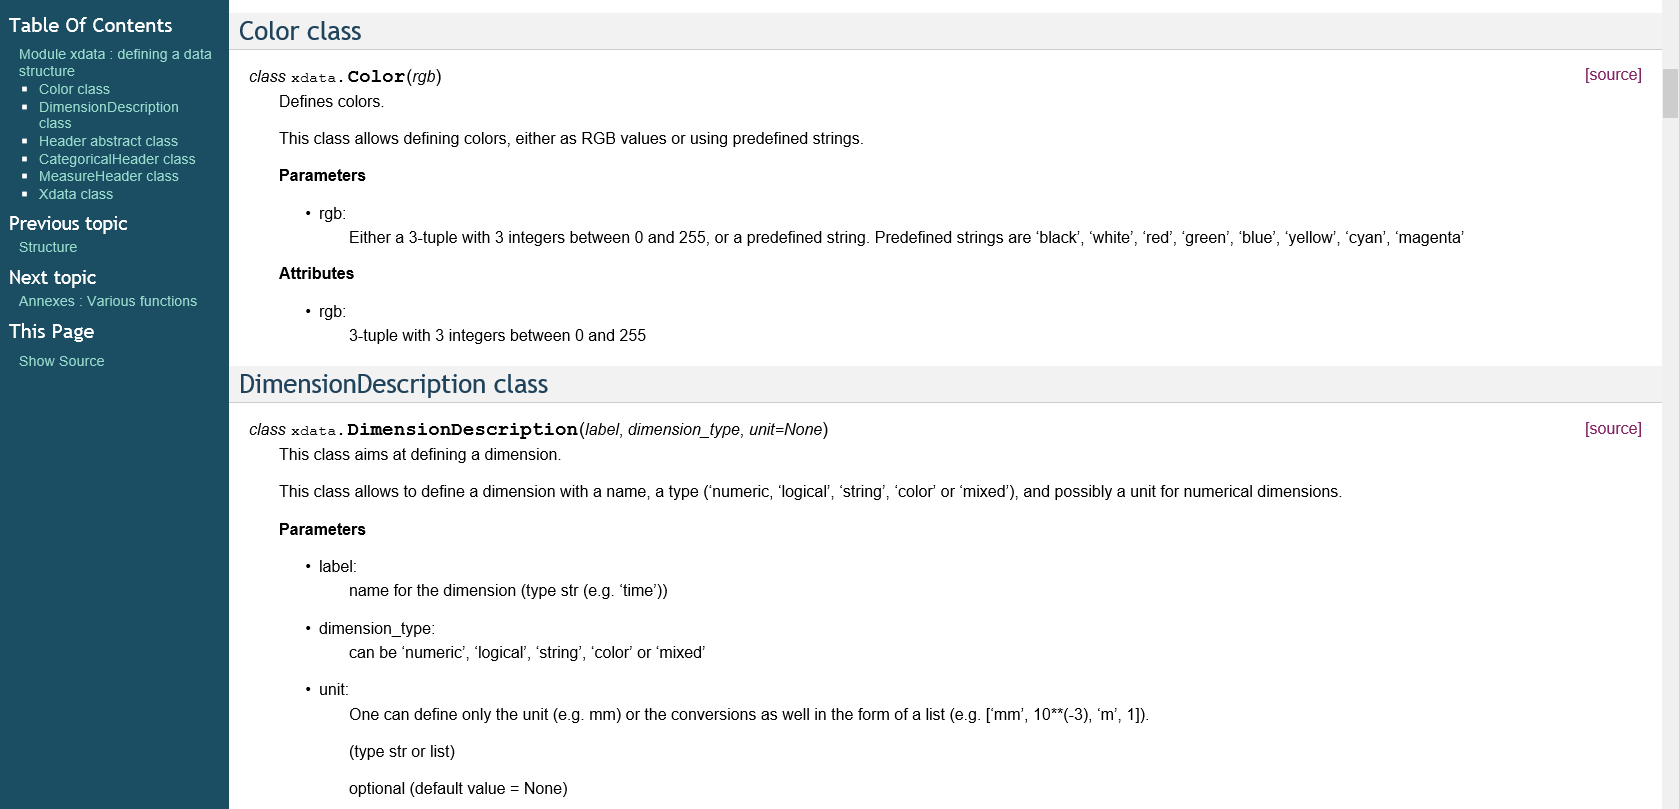 Table Of Contents
Module xdata : defining a data
structure
▪ Color class
▪ DimensionDescription
class
▪ Header abstract class
▪ CategoricalHeader class
▪ MeasureHeader class
▪ Xdata class
Previous topic
Structure
Next topic
Annexes : Various functions
This Page
Show Source
Color class
class xdata.Color(rgb) [source]
Defines colors.
This class allows defining colors, either as RGB values or using predefined strings.
Parameters
• rgb:
Either a 3-tuple with 3 integers between 0 and 255, or a predefined string. Predefined strings are ‘black’, ‘white’, ‘red’, ‘green’, ‘blue’, ‘yellow’, ‘cyan’, ‘magenta’
Attributes
• rgb:
3-tuple with 3 integers between 0 and 255
DimensionDescription class
class xdata.DimensionDescription(label, dimension_type, unit=None) [source]
This class aims at defining a dimension.
This class allows to define a dimension with a name, a type (‘numeric, ‘logical’, ‘string’, ‘color’ or ‘mixed’), and possibly a unit for numerical dimensions.
Parameters
• label:
name for the dimension (type str (e.g. ‘time’))
• dimension_type:
can be ‘numeric’, ‘logical’, ‘string’, ‘color’ or ‘mixed’
• unit:
One can define only the unit (e.g. mm) or the conversions as well in the form of a list (e.g. [‘mm’, 10**(-3), ‘m’, 1]).
(type str or list)
optional (default value = None)